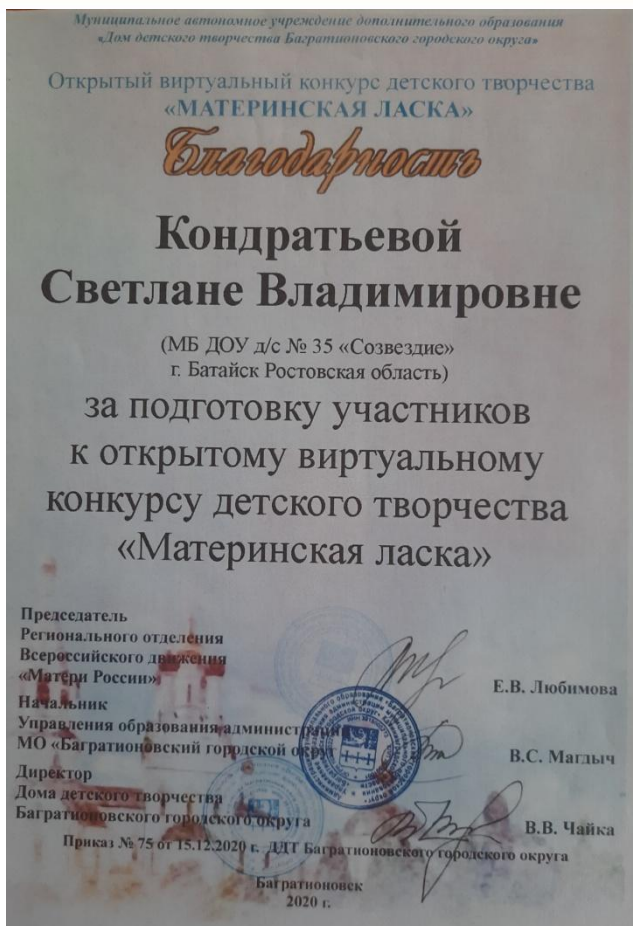 Муниципальное автономное учреждение дополнительного образования
«Дом детского творчества Багратионовского городского округа»
Открытый виртуальный конкурс детского творчества
«МАТЕРИНСКАЯ ЛАСКА»
Благодарность
Кондратьевой
Светлане Владимировне
(МБ ДОУ д/с № 35 «Созвездие»
г. Батайск Ростовская область)
за подготовку участников
к открытому виртуальному
конкурсу детского творчества
«Материнская ласка»
Председатель
Регионального отделения
Всероссийского движения
«Матери России»
Е.В. Любимова
Начальник
Управления образования администрации
МО «Багратионовский городской округ»
В.С. Магдыч
Директор
Дома детского творчества
Багратионовского городского округа
В.В. Чайка
Приказ № 75 от 15.12.2020 г. ДДТ Багратионовского городского округа
Багратионовск
2020 г.